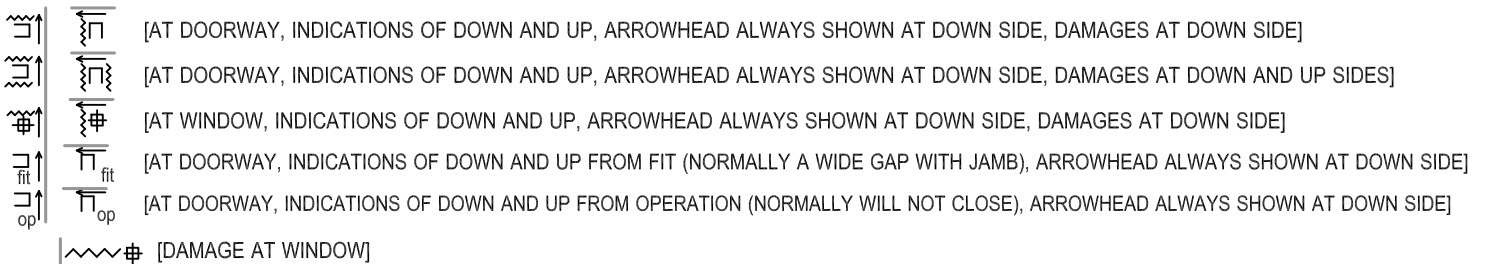 [AT DOORWAY, INDICATIONS OF DOWN AND UP, ARROWHEAD ALWAYS SHOWN AT DOWN SIDE, DAMAGES AT DOWN SIDE]
[AT DOORWAY, INDICATIONS OF DOWN AND UP, ARROWHEAD ALWAYS SHOWN AT DOWN SIDE, DAMAGES AT DOWN AND UP SIDES]
[AT WINDOW, INDICATIONS OF DOWN AND UP, ARROWHEAD ALWAYS SHOWN AT DOWN SIDE, DAMAGES AT DOWN SIDE]
fit fit [AT DOORWAY, INDICATIONS OF DOWN AND UP FROM FIT (NORMALLY A WIDE GAP WITH JAMB), ARROWHEAD ALWAYS SHOWN AT DOWN SIDE]
op op [AT DOORWAY, INDICATIONS OF DOWN AND UP FROM OPERATION (NORMALLY WILL NOT CLOSE), ARROWHEAD ALWAYS SHOWN AT DOWN SIDE]
[DAMAGE AT WINDOW]